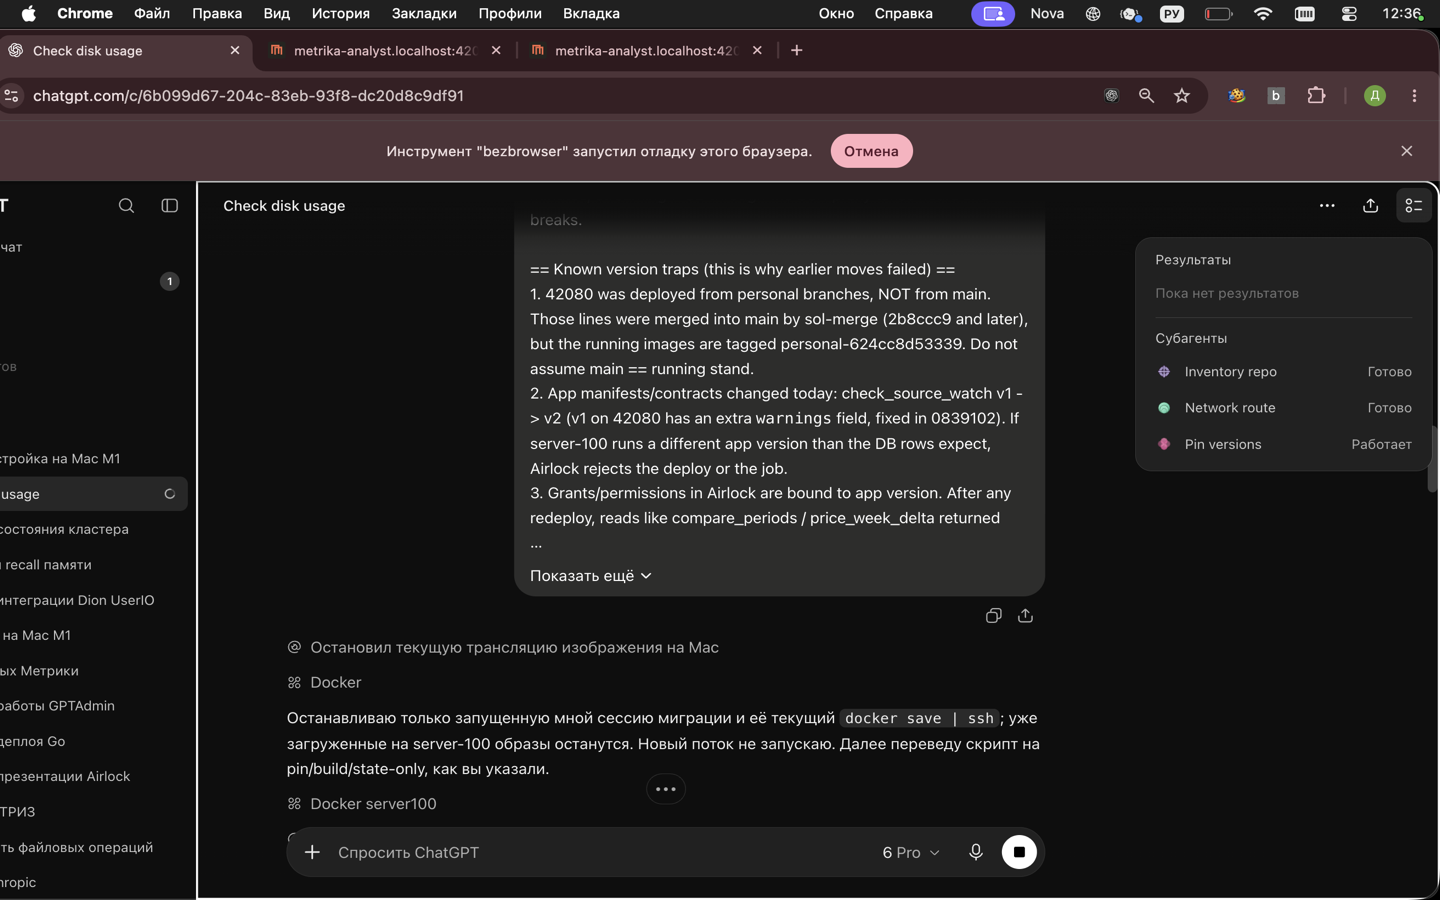 Chrome Файл Правка Вид История Закладки Профили Вкладка Окно Справка Nova РУ 12:36
Check disk usage
metrika-analyst.localhost:420
metrika-analyst.localhost:420
chatgpt.com/c/6b099d67-204c-83eb-93f8-dc20d8c9df91
b
Д
Инструмент "bezbrowser" запустил отладку этого браузера.
Отмена
T
чат
1
тов
стройка на Mac M1
usage
состояния кластера
recall памяти
интеграции Dion UserIO
на Mac M1
ых Метрики
работы GPTAdmin
деплоя Go
презентации Airlock
ТРИЗ
ть файловых операций
hropic
Check disk usage
breaks.
== Known version traps (this is why earlier moves failed) ==
1. 42080 was deployed from personal branches, NOT from main.
Those lines were merged into main by sol-merge (2b8ccc9 and later),
but the running images are tagged personal-624cc8d53339. Do not
assume main == running stand.
2. App manifests/contracts changed today: check_source_watch v1 -
> v2 (v1 on 42080 has an extra warnings field, fixed in 0839102). If
server-100 runs a different app version than the DB rows expect,
Airlock rejects the deploy or the job.
3. Grants/permissions in Airlock are bound to app version. After any
redeploy, reads like compare_periods / price_week_delta returned
...
Показать ещё
Остановил текущую трансляцию изображения на Mac
Docker
Останавливаю только запущенную мной сессию миграции и её текущий docker save | ssh; уже
загруженные на server-100 образы останутся. Новый поток не запускаю. Далее переведу скрипт на
pin/build/state-only, как вы указали.
Docker server100
Спросить ChatGPT
6 Pro
Результаты
Пока нет результатов
Субагенты
Inventory repo Готово
Network route Готово
Pin versions Работает